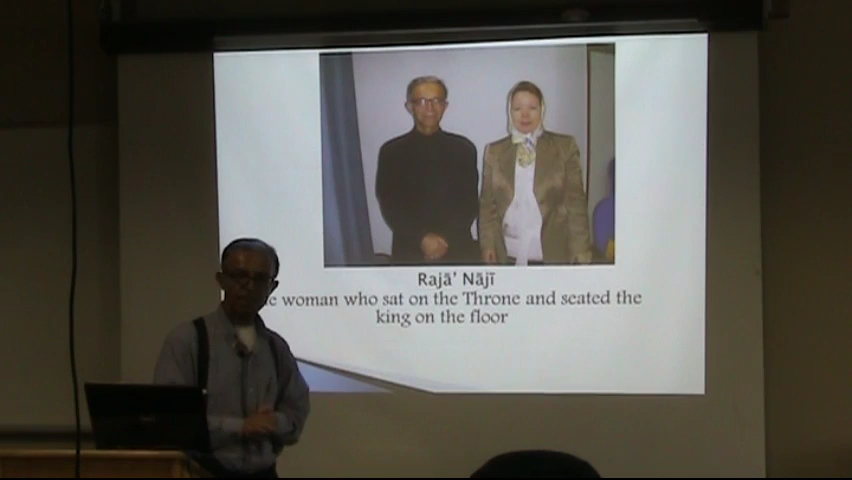 Rajā' Nājī
woman who sat on the Throne and seated the
king on the floor